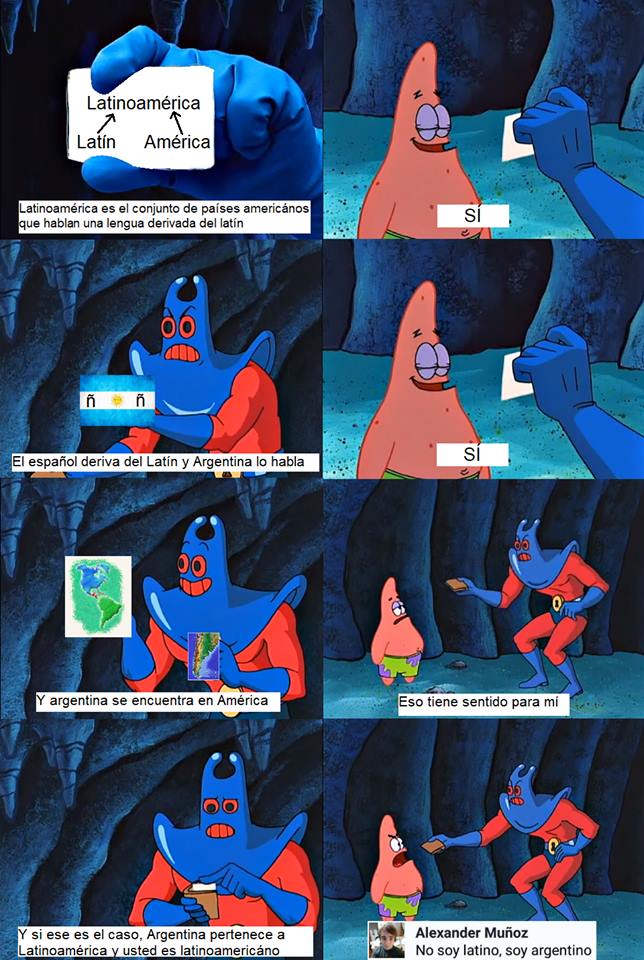 Latinoamérica
Latín América
Latinoamérica es el conjunto de países americános
que hablan una lengua derivada del latín
SÍ
ñ ñ
El español deriva del Latín y Argentina lo habla
SÍ
Y argentina se encuentra en América
Eso tiene sentido para mí
Y si ese es el caso, Argentina pertenece a
Latinoamérica y usted es latinoamericáno
Alexander Muñoz
No soy latino, soy argentino